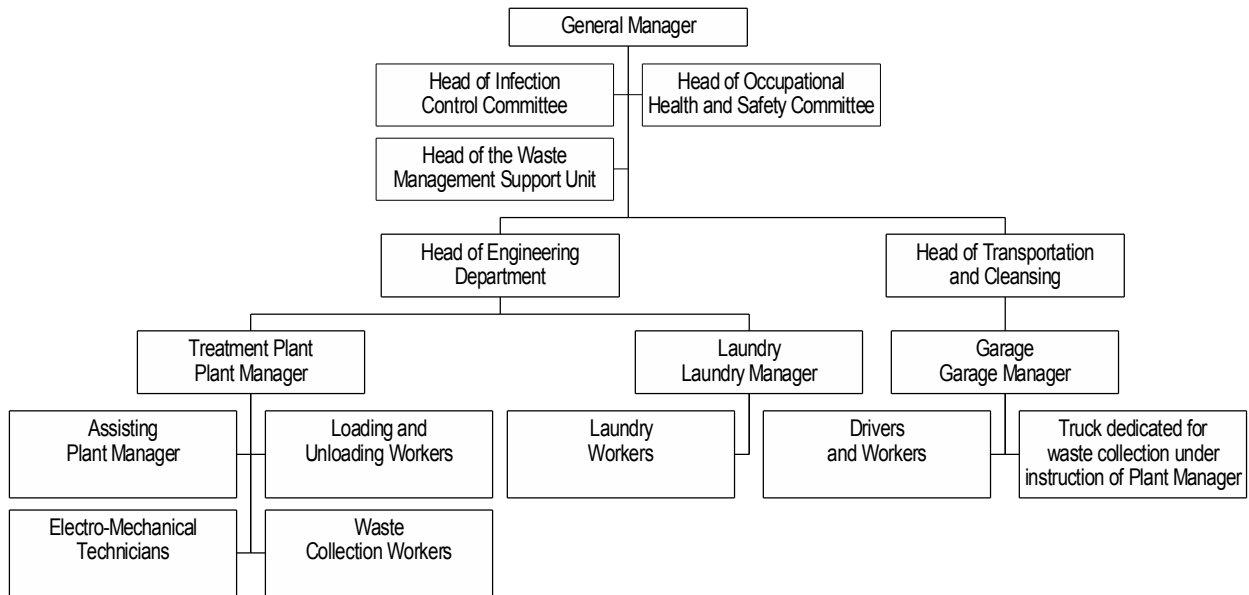 General Manager
Head of Infection
Control Committee
Head of Occupational
Health and Safety Committee
Head of the Waste
Management Support Unit
Head of Engineering
Department
Head of Transportation
and Cleansing
Treatment Plant
Plant Manager
Laundry
Laundry Manager
Garage
Garage Manager
Assisting
Plant Manager
Loading and
Unloading Workers
Laundry
Workers
Drivers
and Workers
Truck dedicated for
waste collection under
instruction of Plant Manager
Electro-Mechanical
Technicians
Waste
Collection Workers